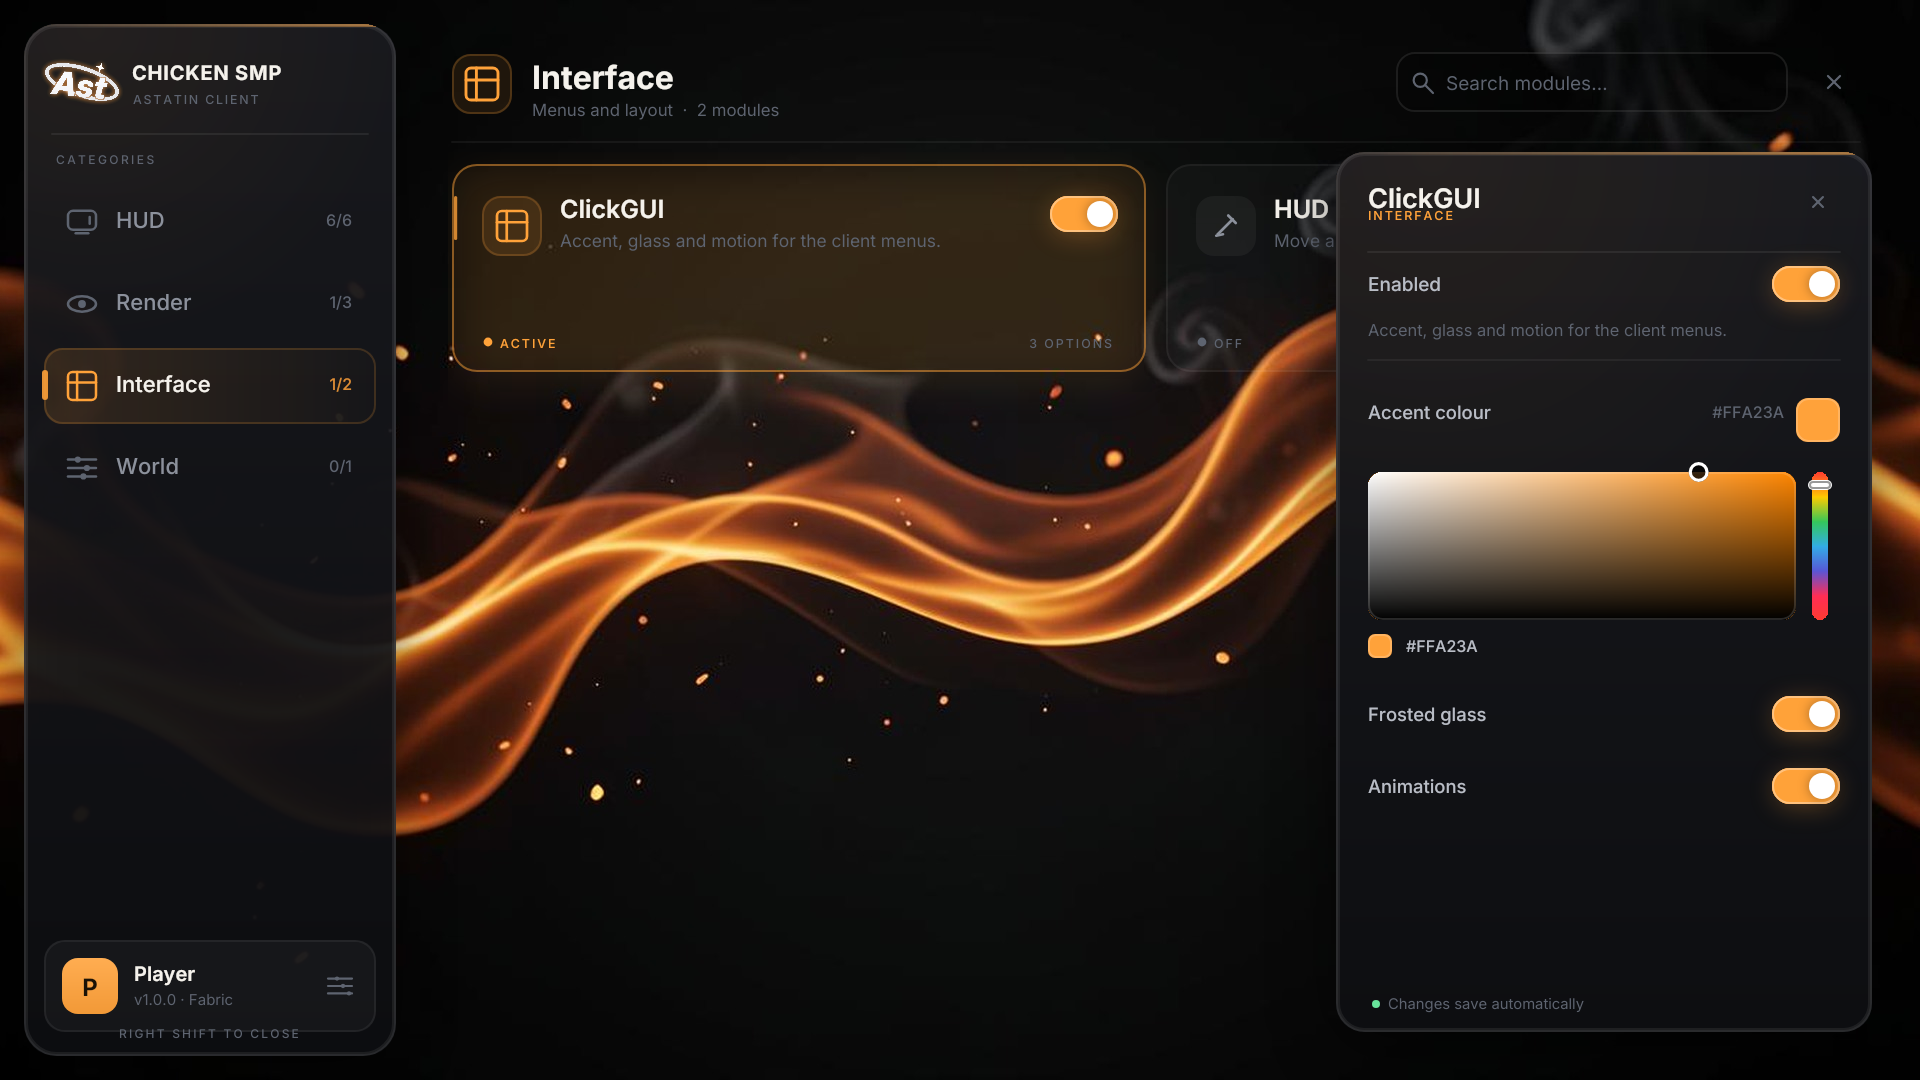 Ast
CHICKEN SMP
ASTATIN CLIENT
CATEGORIES
HUD 6/6
Render 1/3
Interface 1/2
World 0/1
P
Player
v1.0.0 · Fabric
RIGHT SHIFT TO CLOSE
Interface
Menus and layout · 2 modules
Search modules...
ClickGUI
Accent, glass and motion for the client menus.
ACTIVE
3 OPTIONS
HUD
Move a
OFF
ClickGUI
INTERFACE
Enabled
Accent, glass and motion for the client menus.
Accent colour #FFA23A
#FFA23A
Frosted glass
Animations
Changes save automatically